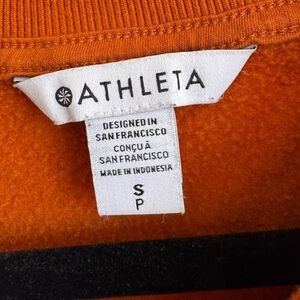 ATHLETA
DESIGNED IN
SAN FRANCISCO
CONÇU À
SAN FRANCISCO
MADE IN INDONESIA
S
P